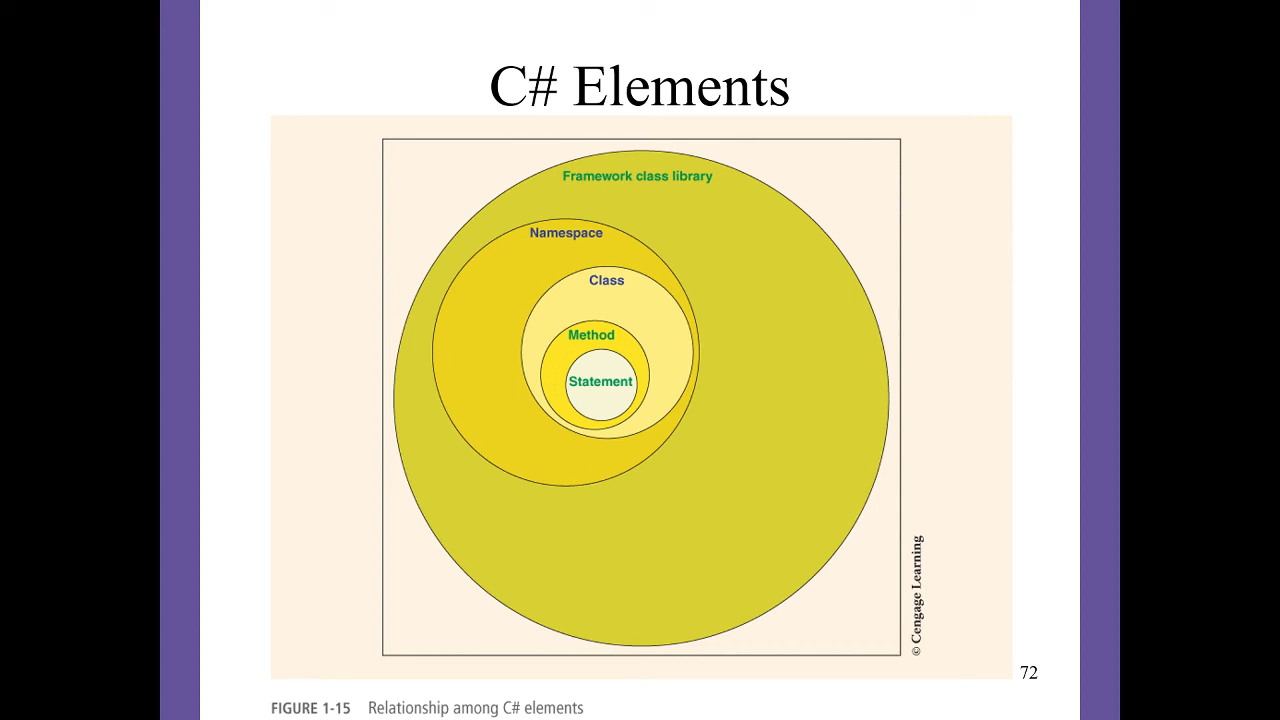 C# Elements
Framework class library
Namespace
Class
Method
Statement
© Cengage Learning
72
FIGURE 1-15 Relationship among C# elements